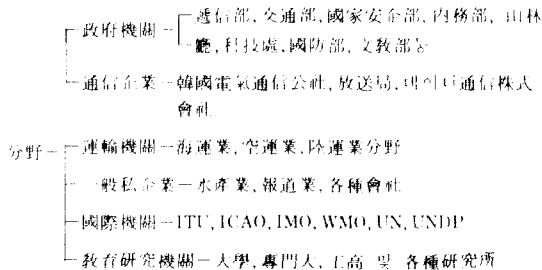 政府機關 遞信部, 交通部, 國家安全部, 內務部, 山林
廳, 科技處, 國防部, 文敎部등
通信企業 韓國電氣通信公社, 放送局, 데이터通信株式
會社
分野 運輸機關 海運業, 空運業, 陸運業分野
一般私企業 水產業, 報道業, 各種會社
國際機關 ITU, ICAO, IMO, WMO, UN, UNDP
敎育硏究機關 大學, 專門大, 工高 및 各種硏究所